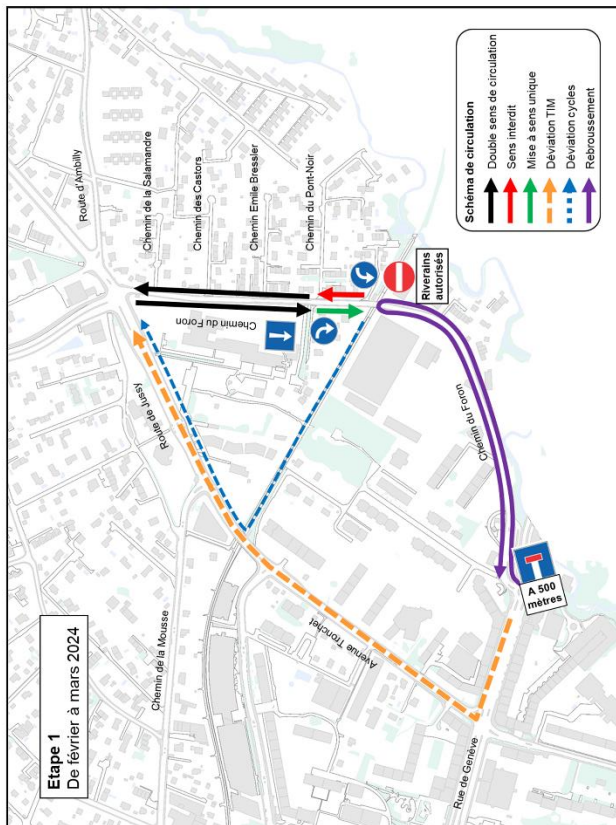 Etape 1
De février à mars 2024
Route d'Ambilly
Chemin de la Salamandre
Chemin des Castors
Chemin Emile Bressler
Chemin du Pont-Noir
Chemin du Foron
Route de Jussy
Chemin de la Mousse
Avenue Tronchet
Rue de Genève
Chemin du Foron
Riverains
autorisés
A 500
mètres
Schéma de circulation
Double sens de circulation
Sens interdit
Mise à sens unique
Déviation TIM
Déviation cycles
Rebroussement